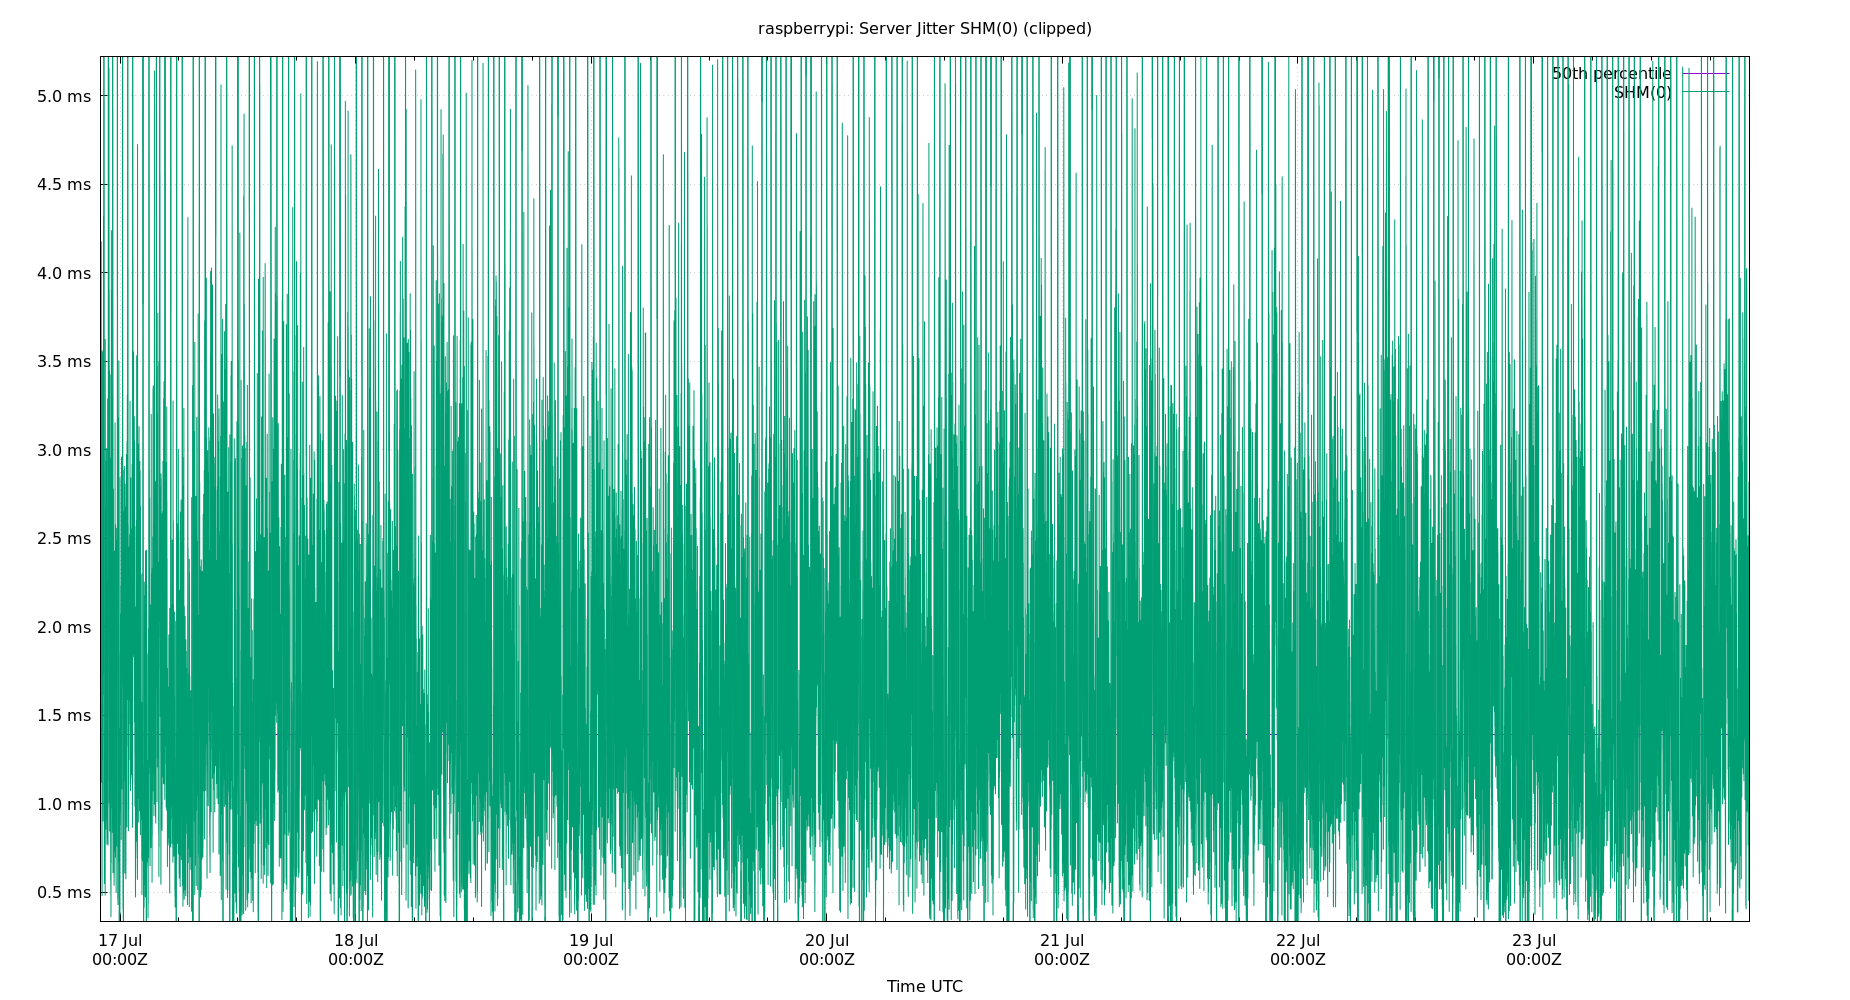 raspberrypi: Server Jitter SHM(0) (clipped)
50th percentile
SHM(0)
5.0 ms
4.5 ms
4.0 ms
3.5 ms
3.0 ms
2.5 ms
2.0 ms
1.5 ms
1.0 ms
0.5 ms
17 Jul 18 Jul 19 Jul 20 Jul 21 Jul 22 Jul 23 Jul
00:00Z 00:00Z 00:00Z 00:00Z 00:00Z 00:00Z 00:00Z
Time UTC